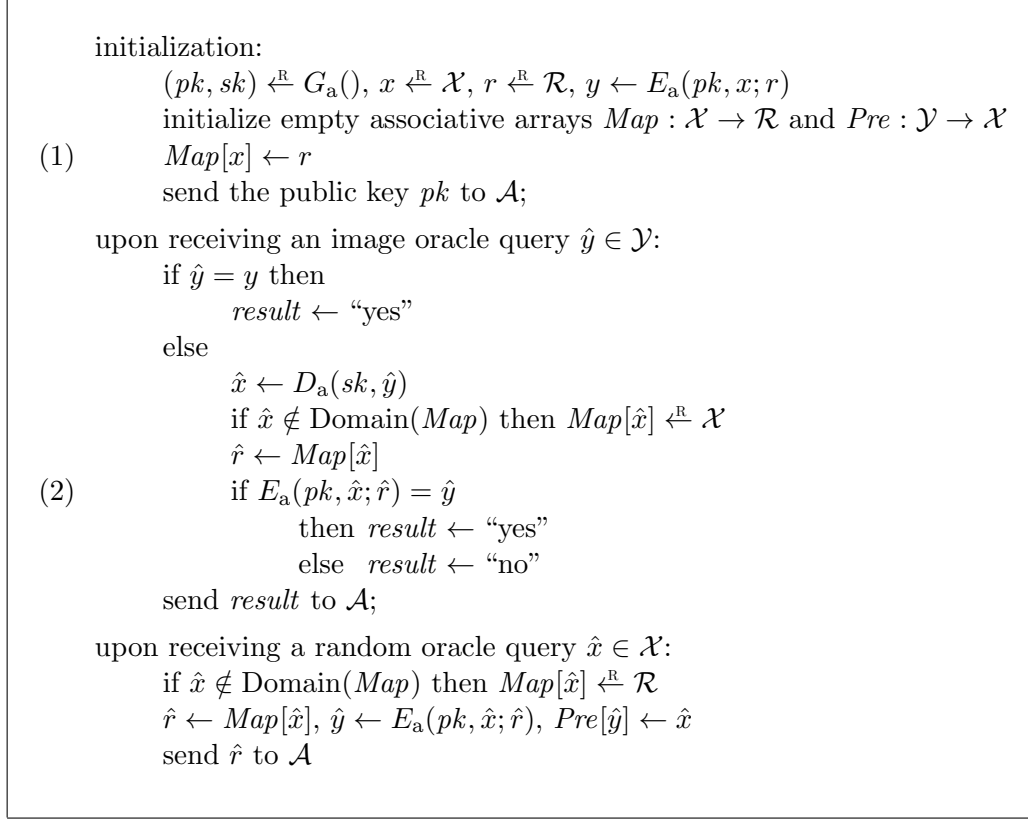 initialization:
(pk, sk) ←ᴿ Gₐ(), x ←ᴿ 𝒳, r ←ᴿ ℛ, y ← Eₐ(pk, x; r)
initialize empty associative arrays Map : 𝒳 → ℛ and Pre : 𝒴 → 𝒳
(1) Map[x] ← r
send the public key pk to 𝒜;
upon receiving an image oracle query ŷ ∈ 𝒴:
if ŷ = y then
result ← “yes”
else
x̂ ← Dₐ(sk, ŷ)
if x̂ ∉ Domain(Map) then Map[x̂] ←ᴿ 𝒳
r̂ ← Map[x̂]
(2) if Eₐ(pk, x̂; r̂) = ŷ
then result ← “yes”
else result ← “no”
send result to 𝒜;
upon receiving a random oracle query x̂ ∈ 𝒳:
if x̂ ∉ Domain(Map) then Map[x̂] ←ᴿ ℛ
r̂ ← Map[x̂], ŷ ← Eₐ(pk, x̂; r̂), Pre[ŷ] ← x̂
send r̂ to 𝒜